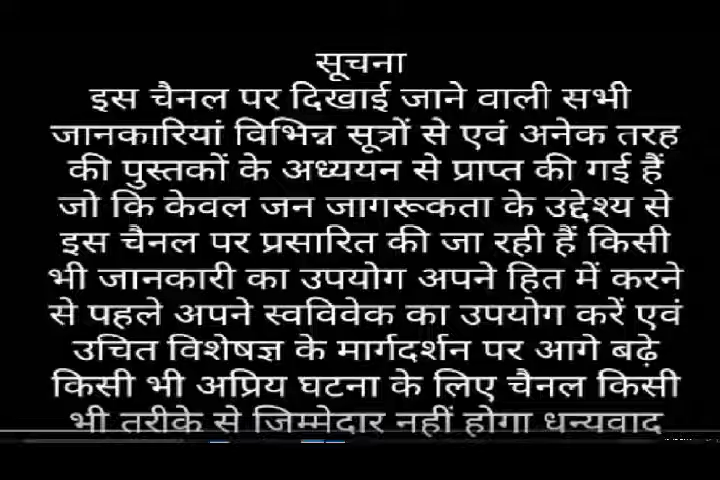 सूचना
इस चैनल पर दिखाई जाने वाली सभी
जानकारियां विभिन्न सूत्रों से एवं अनेक तरह
की पुस्तकों के अध्ययन से प्राप्त की गई हैं
जो कि केवल जन जागरूकता के उद्देश्य से
इस चैनल पर प्रसारित की जा रही हैं किसी
भी जानकारी का उपयोग अपने हित में करने
से पहले अपने स्वविवेक का उपयोग करें एवं
उचित विशेषज्ञ के मार्गदर्शन पर आगे बढ़े
किसी भी अप्रिय घटना के लिए चैनल किसी
भी तरीके से जिम्मेदार नहीं होगा धन्यवाद